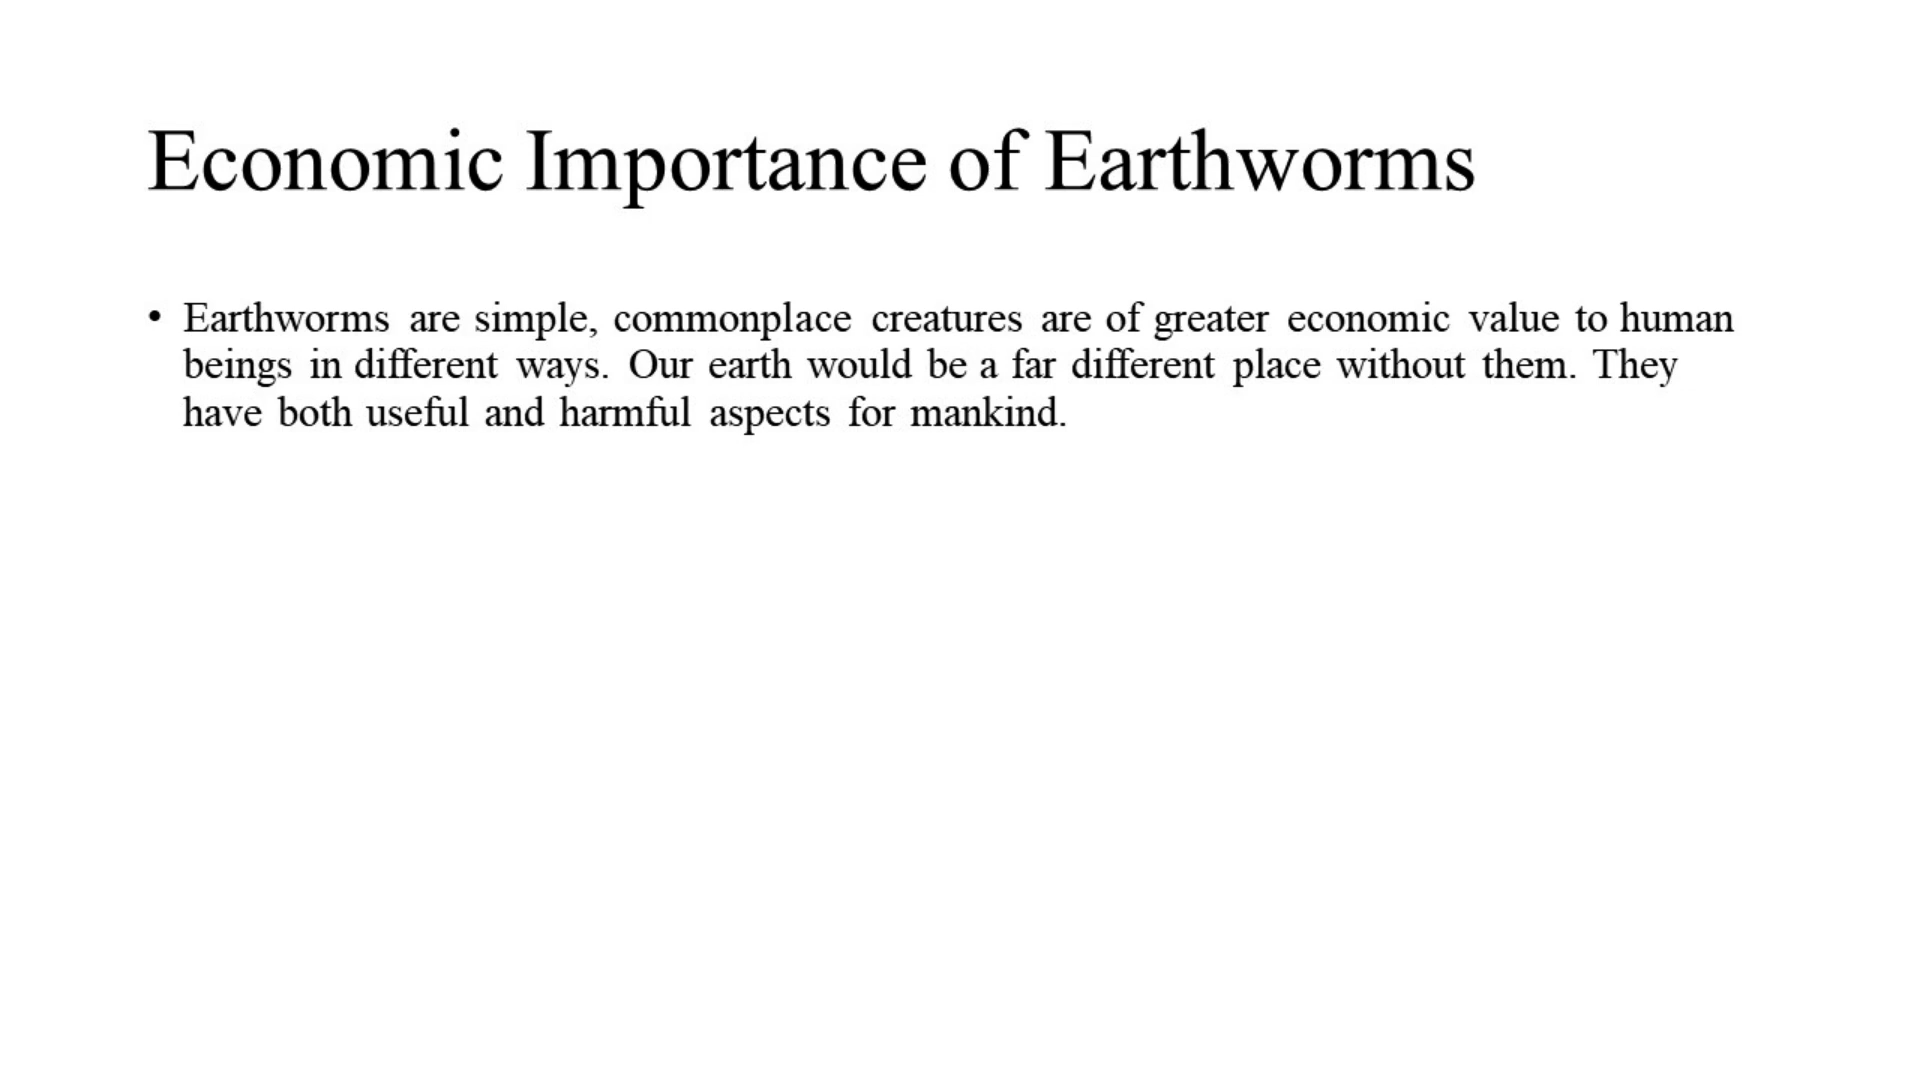 Economic Importance of Earthworms
• Earthworms are simple, commonplace creatures are of greater economic value to human
beings in different ways. Our earth would be a far different place without them. They
have both useful and harmful aspects for mankind.